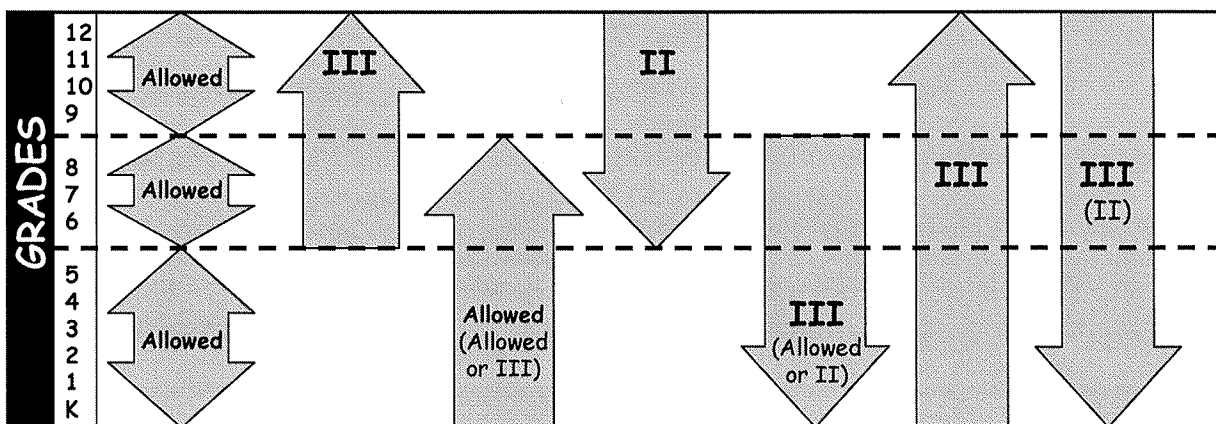 GRADES
12
11
10
9
8
7
6
5
4
3
2
1
K
Allowed
Allowed
Allowed
III
Allowed
(Allowed
or III)
II
III
(Allowed
or II)
III
III
(II)